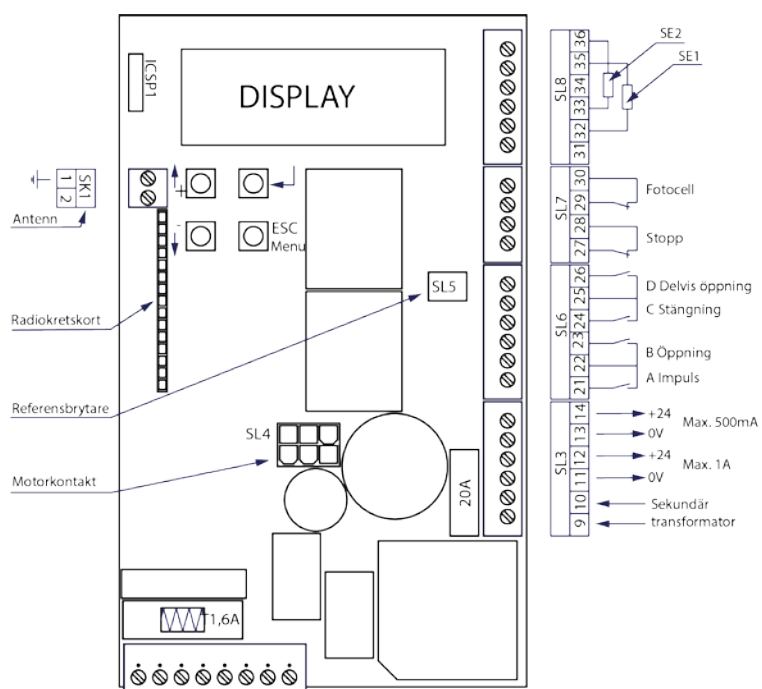 ICSP1
DISPLAY
SK1
1
2
Antenn
+
-
ESC
Menu
Radiokretskort
SL5
Referensbrytare
SL4
Motorkontakt
20A
T1,6A
SL8
36
35
34
33
32
31
SE2
SE1
SL7
30
29
28
27
Fotocell
Stopp
SL6
26
25
24
23
22
21
D Delvis öppning
C Stängning
B Öppning
A Impuls
SL3
14
13
12
11
10
9
+24
0V
Max. 500mA
+24
0V
Max. 1A
Sekundär
transformator